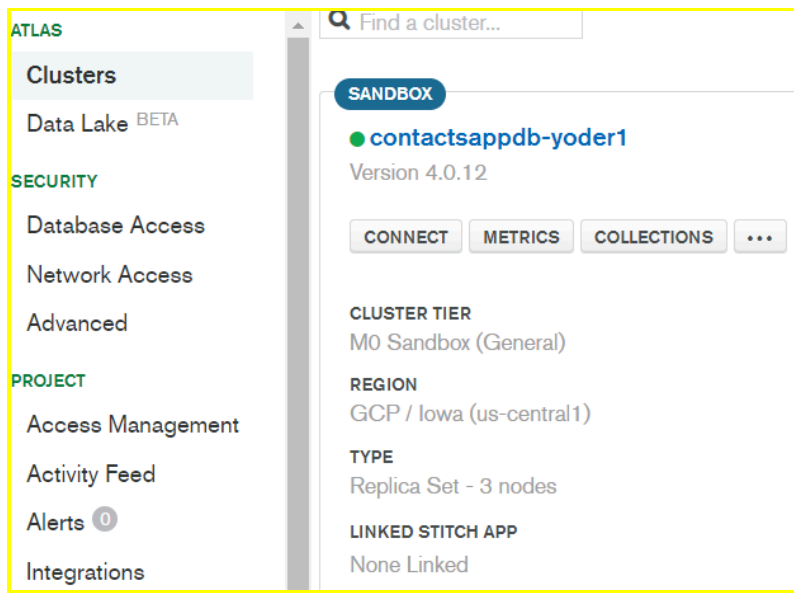 ATLAS
Clusters
Data Lake BETA
SECURITY
Database Access
Network Access
Advanced
PROJECT
Access Management
Activity Feed
Alerts 0
Integrations
Find a cluster...
SANDBOX
contactsappdb-yoder1
Version 4.0.12
CONNECT METRICS COLLECTIONS ...
CLUSTER TIER
M0 Sandbox (General)
REGION
GCP / Iowa (us-central1)
TYPE
Replica Set - 3 nodes
LINKED STITCH APP
None Linked